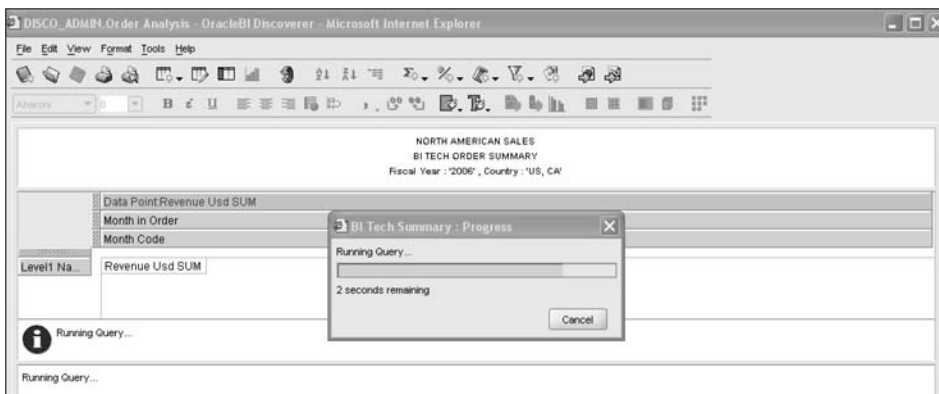 DISCO_ADMIN.Order Analysis - OracleBI Discoverer - Microsoft Internet Explorer
File Edit View Format Tools Help
B U
NORTH AMERICAN SALES
BI TECH ORDER SUMMARY
Fiscal Year : '2006' , Country : 'US, CA'
Data Point:Revenue Usd SUM
Month in Order
Month Code
Level1 Na...
Revenue Usd SUM
BI Tech Summary : Progress
Running Query...
2 seconds remaining
Cancel
Running Query...
Running Query...